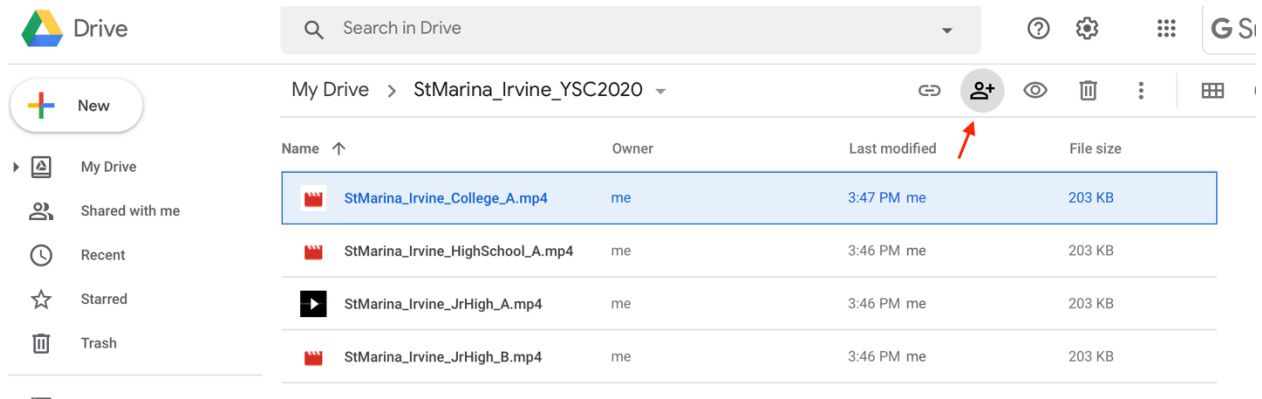 Drive
Search in Drive
G Su
New
My Drive > StMarina_Irvine_YSC2020
Name Owner Last modified File size
My Drive
Shared with me
Recent
Starred
Trash
StMarina_Irvine_College_A.mp4 me 3:47 PM me 203 KB
StMarina_Irvine_HighSchool_A.mp4 me 3:46 PM me 203 KB
StMarina_Irvine_JrHigh_A.mp4 me 3:46 PM me 203 KB
StMarina_Irvine_JrHigh_B.mp4 me 3:46 PM me 203 KB